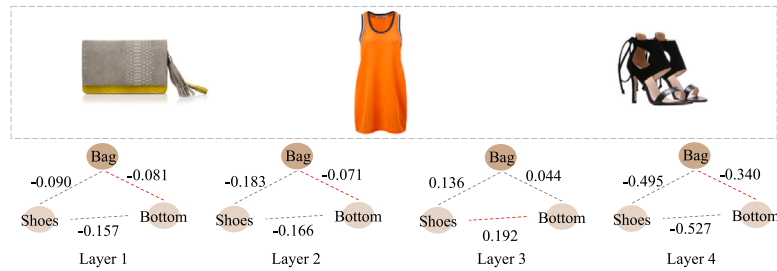 Bag
-0.090 -0.081
Shoes Bottom
-0.157
Layer 1
Bag
-0.183 -0.071
Shoes Bottom
-0.166
Layer 2
Bag
0.136 0.044
Shoes Bottom
0.192
Layer 3
Bag
-0.495 -0.340
Shoes Bottom
-0.527
Layer 4